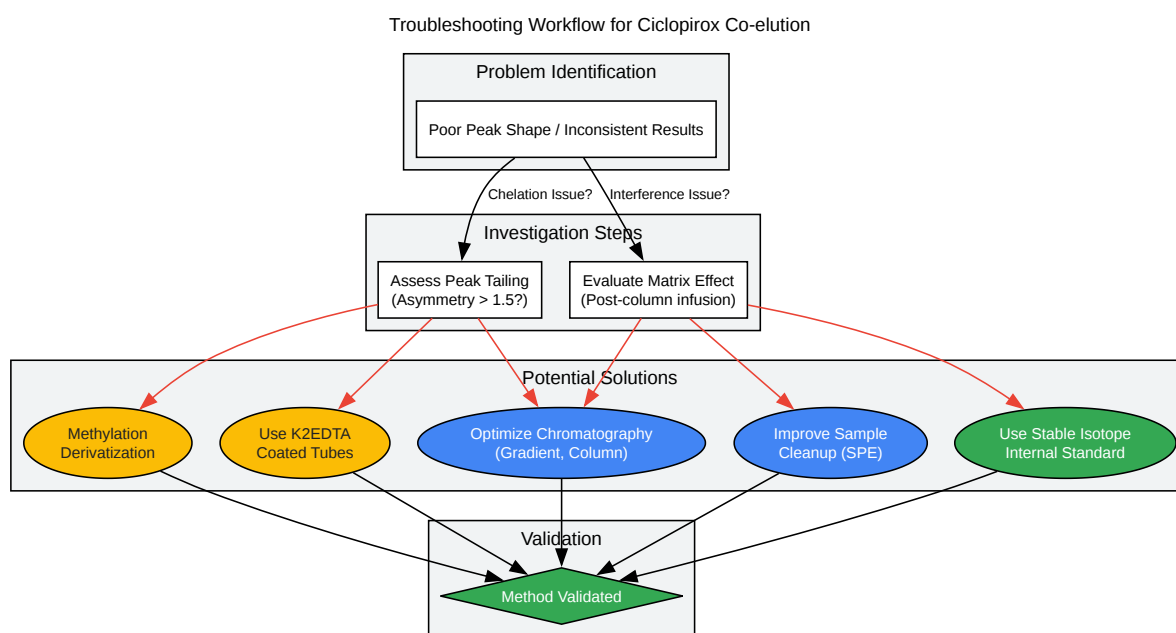 Troubleshooting Workflow for Ciclopirox Co-elution
Problem Identification
Poor Peak Shape / Inconsistent Results
Chelation Issue?
Interference Issue?
Investigation Steps
Assess Peak Tailing
(Asymmetry > 1.5?)
Evaluate Matrix Effect
(Post-column infusion)
Potential Solutions
Methylation
Derivatization
Use K2EDTA
Coated Tubes
Optimize Chromatography
(Gradient, Column)
Improve Sample
Cleanup (SPE)
Use Stable Isotope
Internal Standard
Validation
Method Validated